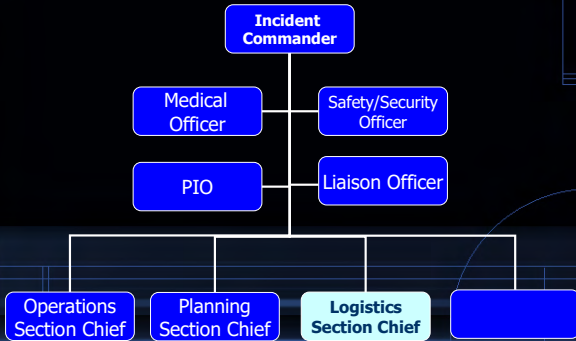 Incident
Commander
Medical
Officer
Safety/Security
Officer
PIO
Liaison Officer
Operations
Section Chief
Planning
Section Chief
Logistics
Section Chief